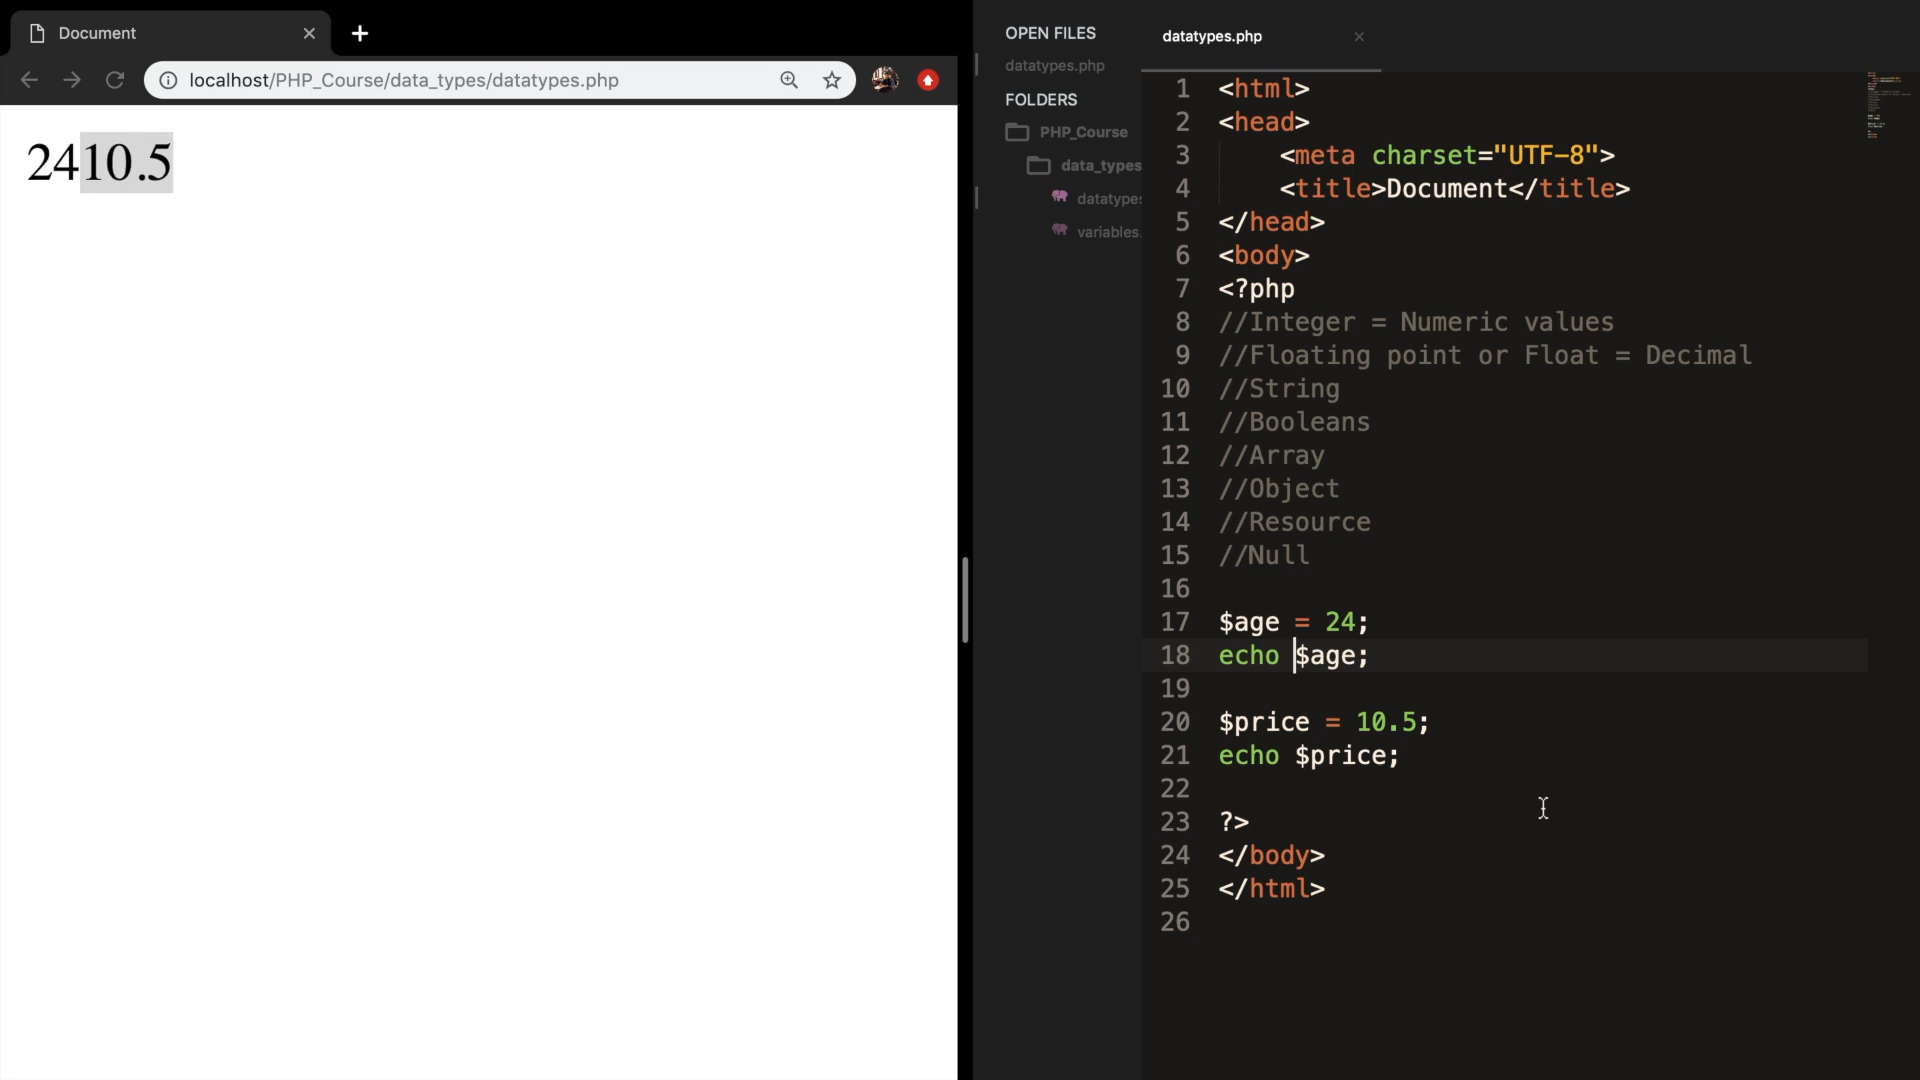 Document
localhost/PHP_Course/data_types/datatypes.php
2410.5
OPEN FILES
datatypes.php
FOLDERS
PHP_Course
data_types
datatypes
variables.
datatypes.php
1 <html>
2 <head>
3 <meta charset="UTF-8">
4 <title>Document</title>
5 </head>
6 <body>
7 <?php
8 //Integer = Numeric values
9 //Floating point or Float = Decimal
10 //String
11 //Booleans
12 //Array
13 //Object
14 //Resource
15 //Null
16
17 $age = 24;
18 echo $age;
19
20 $price = 10.5;
21 echo $price;
22
23 ?>
24 </body>
25 </html>
26